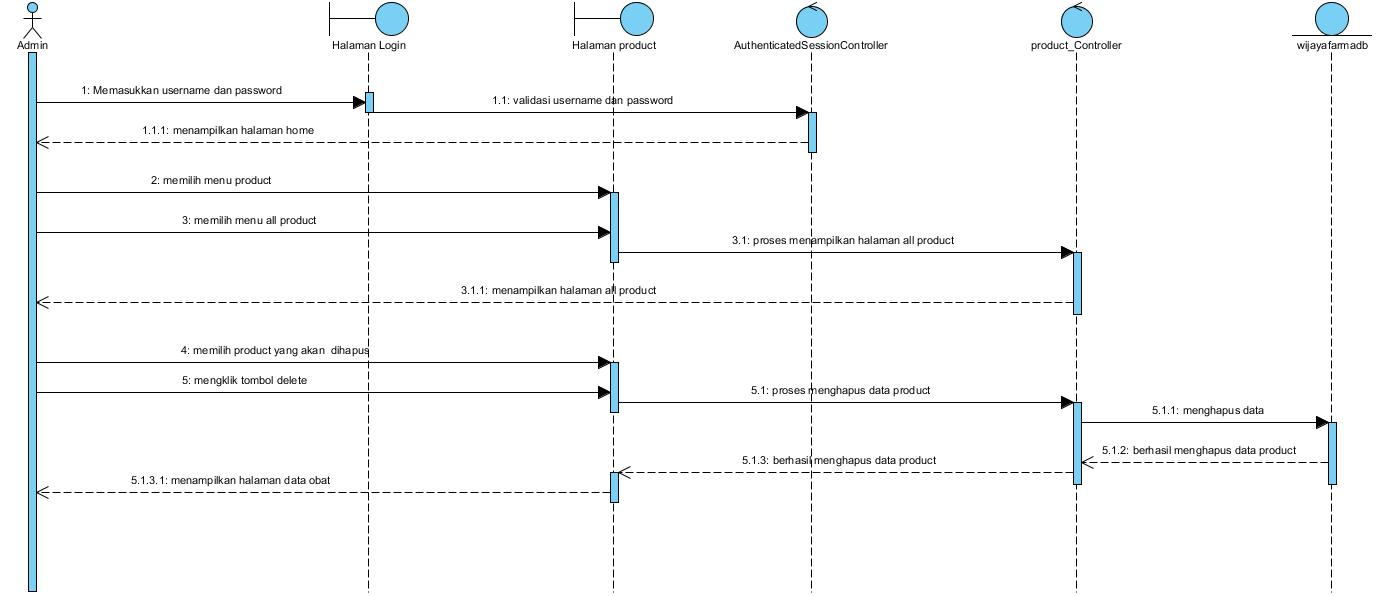 Admin
Halaman Login
Halaman product
AuthenticatedSessionController
product_Controller
wijayafarmadb
1: Memasukkan username dan password
1.1: validasi username dan password
1.1.1: menampilkan halaman home
2: memilih menu product
3: memilih menu all product
3.1: proses menampilkan halaman all product
3.1.1: menampilkan halaman all product
4: memilih product yang akan  dihapus
5: mengklik tombol delete
5.1: proses menghapus data product
5.1.1: menghapus data
5.1.2: berhasil menghapus data product
5.1.3: berhasil menghapus data product
5.1.3.1: menampilkan halaman data obat